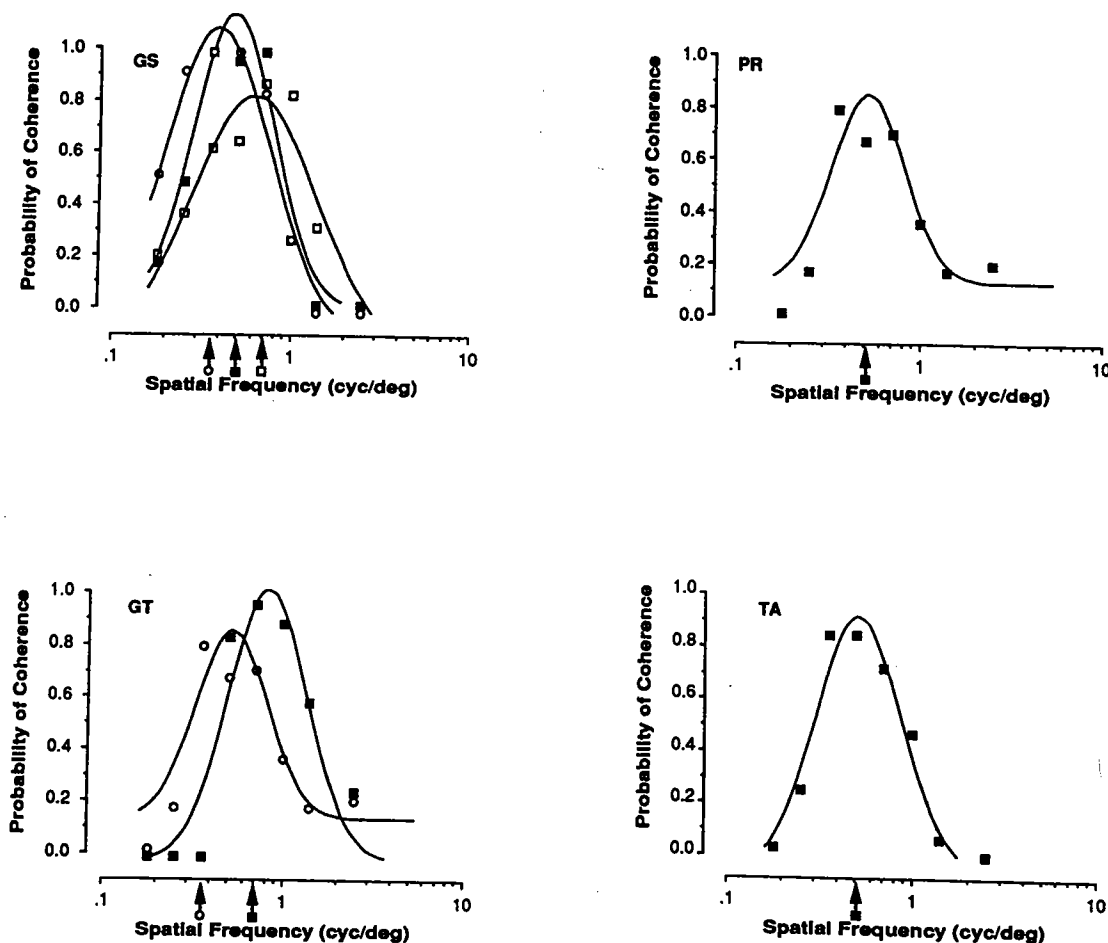 GS
Probability of Coherence
1.0
0.8
0.6
0.4
0.2
0.0
.1 1 10
Spatial Frequency (cyc/deg)
PR
Probability of Coherence
1.0
0.8
0.6
0.4
0.2
0.0
.1 1 10
Spatial Frequency (cyc/deg)
GT
Probability of Coherence
1.0
0.8
0.6
0.4
0.2
0.0
.1 1 10
Spatial Frequency (cyc/deg)
TA
Probability of Coherence
1.0
0.8
0.6
0.4
0.2
0.0
.1 1 10
Spatial Frequency (cyc/deg)